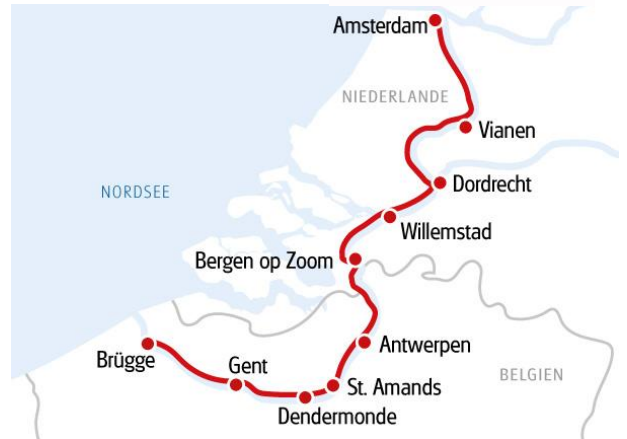 Amsterdam
NIEDERLANDE
Vianen
Dordrecht
NORDSEE
Willemstad
Bergen op Zoom
Antwerpen
Brügge
Gent
BELGIEN
St. Amands
Dendermonde